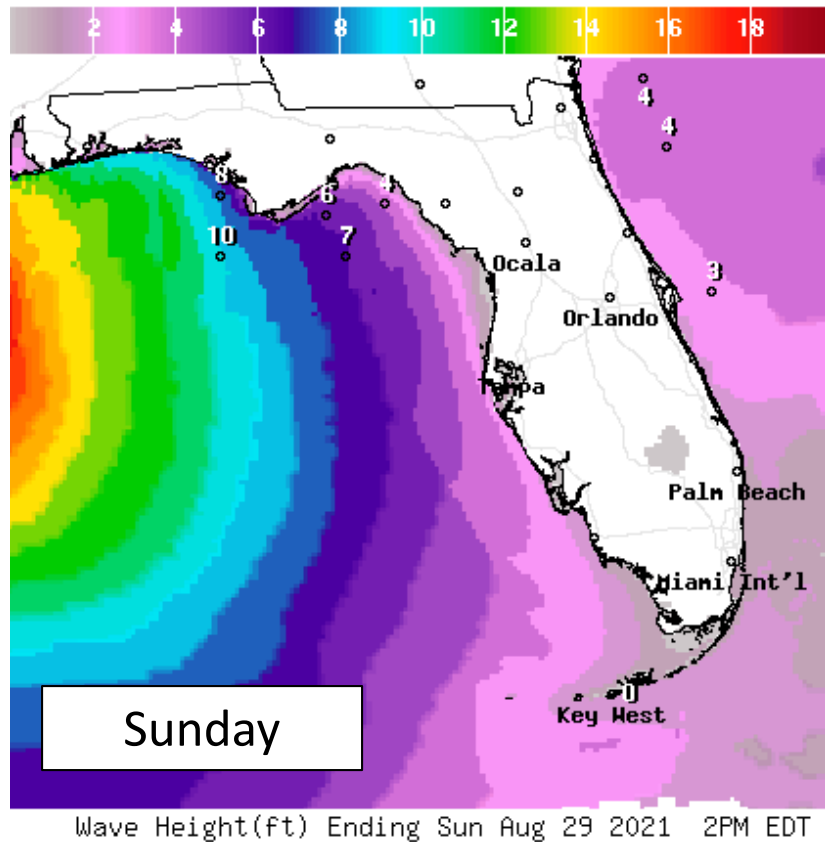 2 4 6 8 10 12 14 16 18
4
4
8
6
4
10
7
Ocala
3
Orlando
Tampa
Palm Beach
Miami Int'l
0
Key West
Sunday
Wave Height(ft) Ending Sun Aug 29 2021 2PM EDT